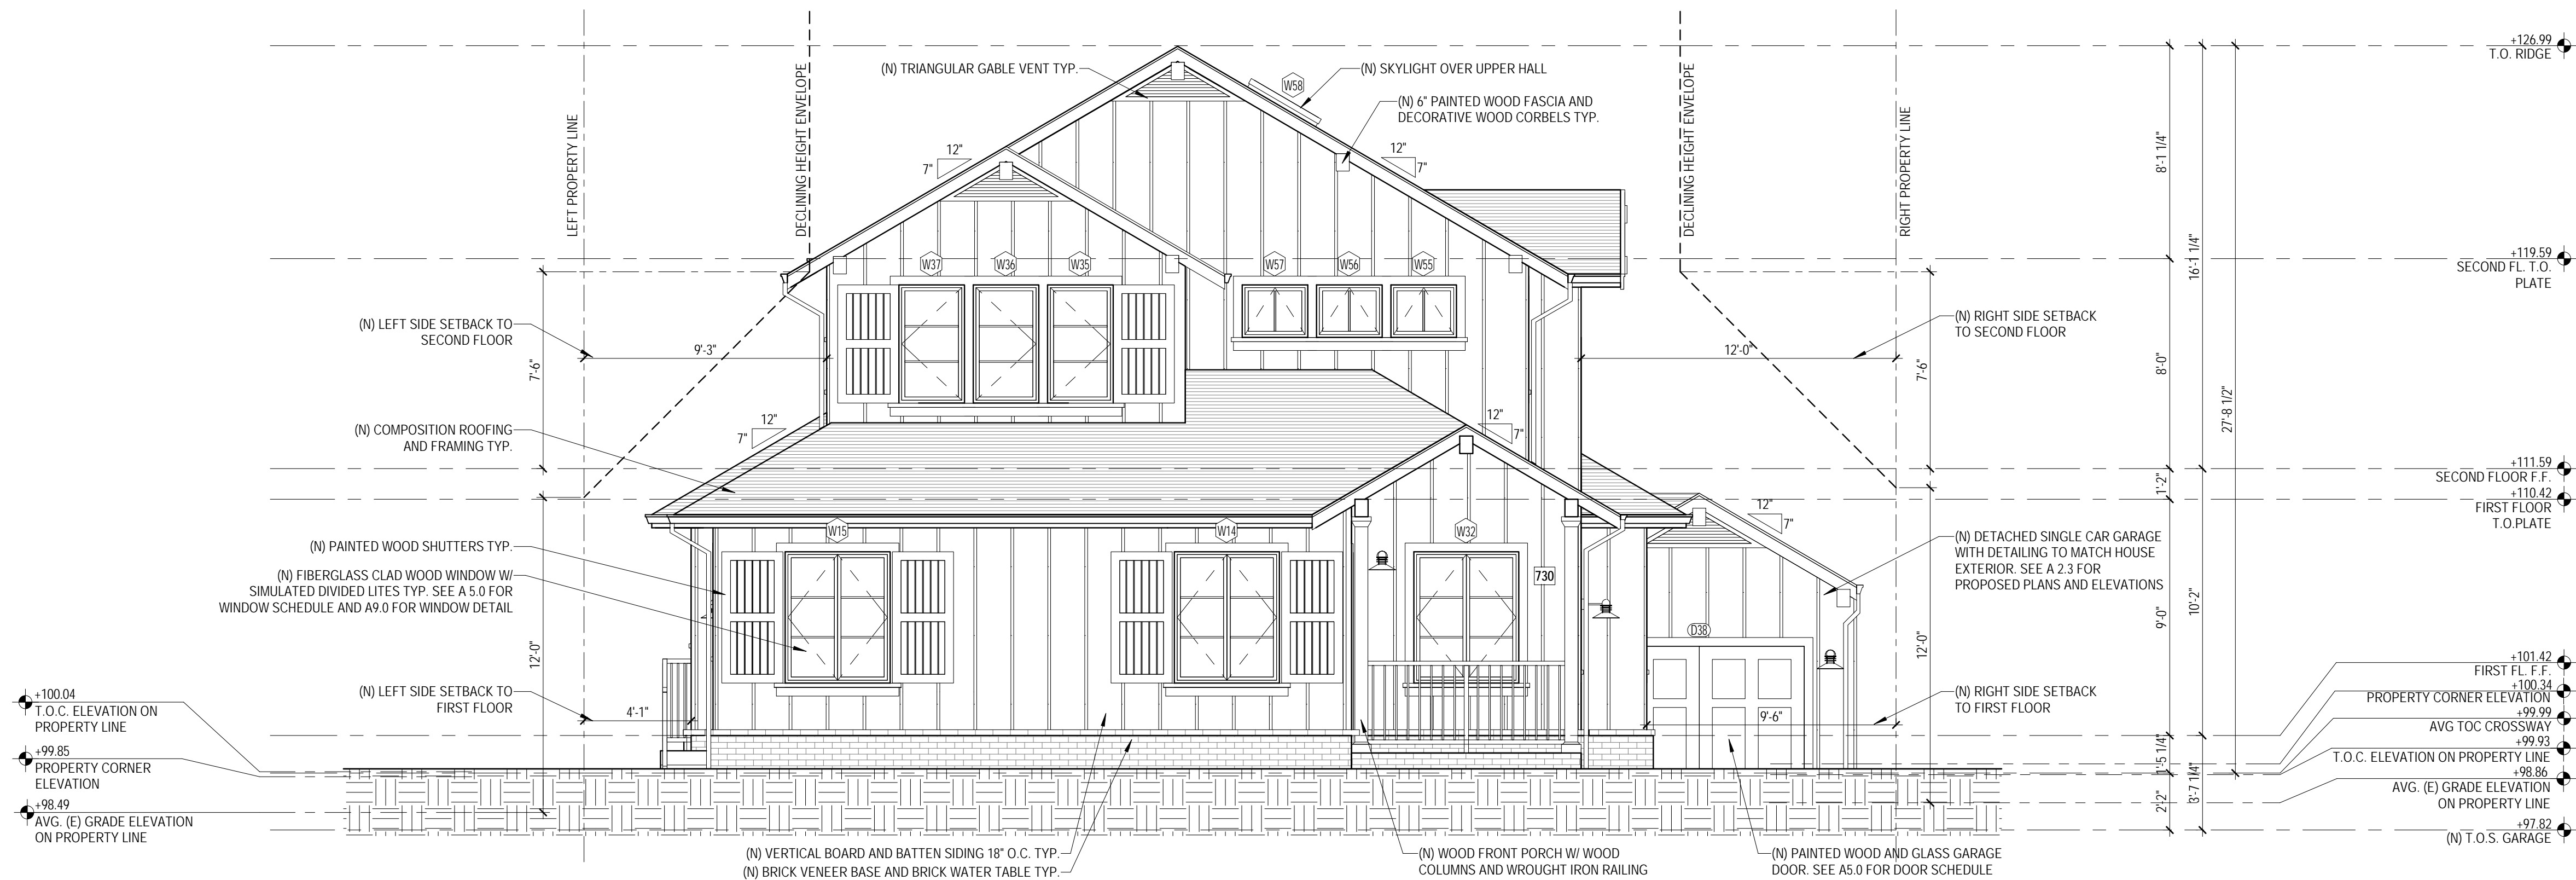 +126.99
T.O. RIDGE
(N) TRIANGULAR GABLE VENT TYP.
(N) SKYLIGHT OVER UPPER HALL
W58
(N) 6" PAINTED WOOD FASCIA AND
DECORATIVE WOOD CORBELS TYP.
LEFT PROPERTY LINE
DECLINING HEIGHT ENVELOPE
DECLINING HEIGHT ENVELOPE
RIGHT PROPERTY LINE
12"
7"
12"
7"
8'-1 1/4"
16'-1 1/4"
27'-8 1/2"
+119.59
SECOND FL. T.O.
PLATE
W37
W36
W35
W57
W56
W55
(N) LEFT SIDE SETBACK TO
SECOND FLOOR
9'-3"
7'-6"
(N) RIGHT SIDE SETBACK
TO SECOND FLOOR
12'-0"
7'-6"
8'-0"
(N) COMPOSITION ROOFING
AND FRAMING TYP.
12"
7"
12"
7"
+111.59
SECOND FLOOR F.F.
1'-2"
+110.42
FIRST FLOOR
T.O.PLATE
12"
7"
W15
W14
W32
(N) PAINTED WOOD SHUTTERS TYP.
(N) FIBERGLASS CLAD WOOD WINDOW W/
SIMULATED DIVIDED LITES TYP. SEE A 5.0 FOR
WINDOW SCHEDULE AND A9.0 FOR WINDOW DETAIL
730
(N) DETACHED SINGLE CAR GARAGE
WITH DETAILING TO MATCH HOUSE
EXTERIOR. SEE A 2.3 FOR
PROPOSED PLANS AND ELEVATIONS
9'-0"
10'-2"
12'-0"
12'-0"
D38
+101.42
FIRST FL. F.F.
+100.34
PROPERTY CORNER ELEVATION
+99.99
AVG TOC CROSSWAY
+99.93
T.O.C. ELEVATION ON PROPERTY LINE
+98.86
AVG. (E) GRADE ELEVATION
ON PROPERTY LINE
+97.82
(N) T.O.S. GARAGE
(N) LEFT SIDE SETBACK TO
FIRST FLOOR
4'-1"
(N) RIGHT SIDE SETBACK
TO FIRST FLOOR
9'-6"
1'-5 1/4"
2'-2"
3'-7 1/4"
+100.04
T.O.C. ELEVATION ON
PROPERTY LINE
+99.85
PROPERTY CORNER
ELEVATION
+98.49
AVG. (E) GRADE ELEVATION
ON PROPERTY LINE
(N) VERTICAL BOARD AND BATTEN SIDING 18" O.C. TYP.
(N) BRICK VENEER BASE AND BRICK WATER TABLE TYP.
(N) WOOD FRONT PORCH W/ WOOD
COLUMNS AND WROUGHT IRON RAILING
(N) PAINTED WOOD AND GLASS GARAGE
DOOR. SEE A5.0 FOR DOOR SCHEDULE